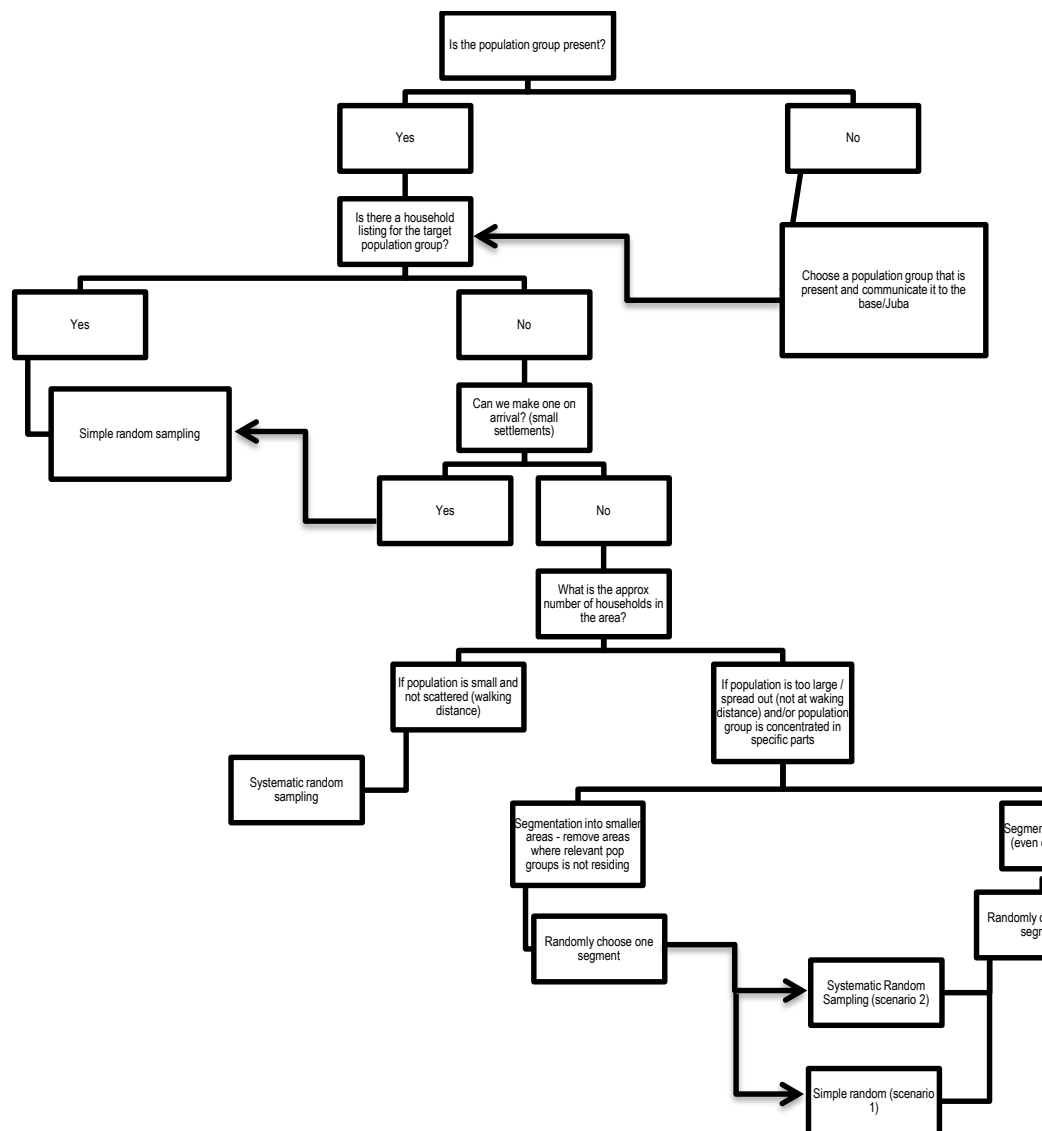 Is the population group present?
Yes
No
Is there a household
listing for the target
population group?
Choose a population group that is
present and communicate it to the
base/Juba
Yes
No
Can we make one on
arrival? (small
settlements)
Simple random sampling
Yes
No
What is the approx
number of households in
the area?
If population is small and
not scattered (walking
distance)
If population is too large /
spread out (not at waking
distance) and/or population
group is concentrated in
specific parts
Systematic random
sampling
Segmentation into smaller
areas - remove areas
where relevant pop
groups is not residing
(even
Randomly choose one
segment
Randomly
Systematic Random
Sampling (scenario 2)
Simple random (scenario
1)